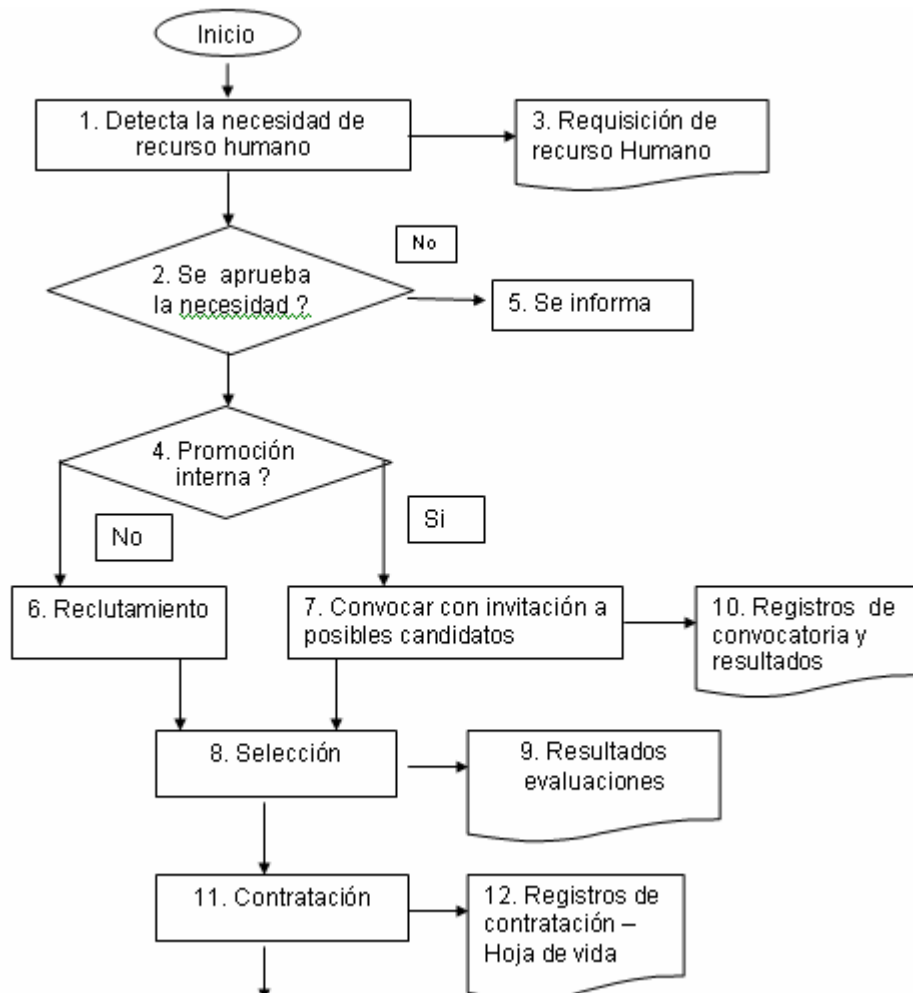 Inicio
1. Detecta la necesidad de
recurso humano
3. Requisición de
recurso Humano
No
2. Se aprueba
la necesidad ?
5. Se informa
4. Promoción
interna ?
No
Si
6. Reclutamiento
7. Convocar con invitación a
posibles candidatos
10. Registros de
convocatoria y
resultados
8. Selección
9. Resultados
evaluaciones
11. Contratación
12. Registros de
contratación –
Hoja de vida